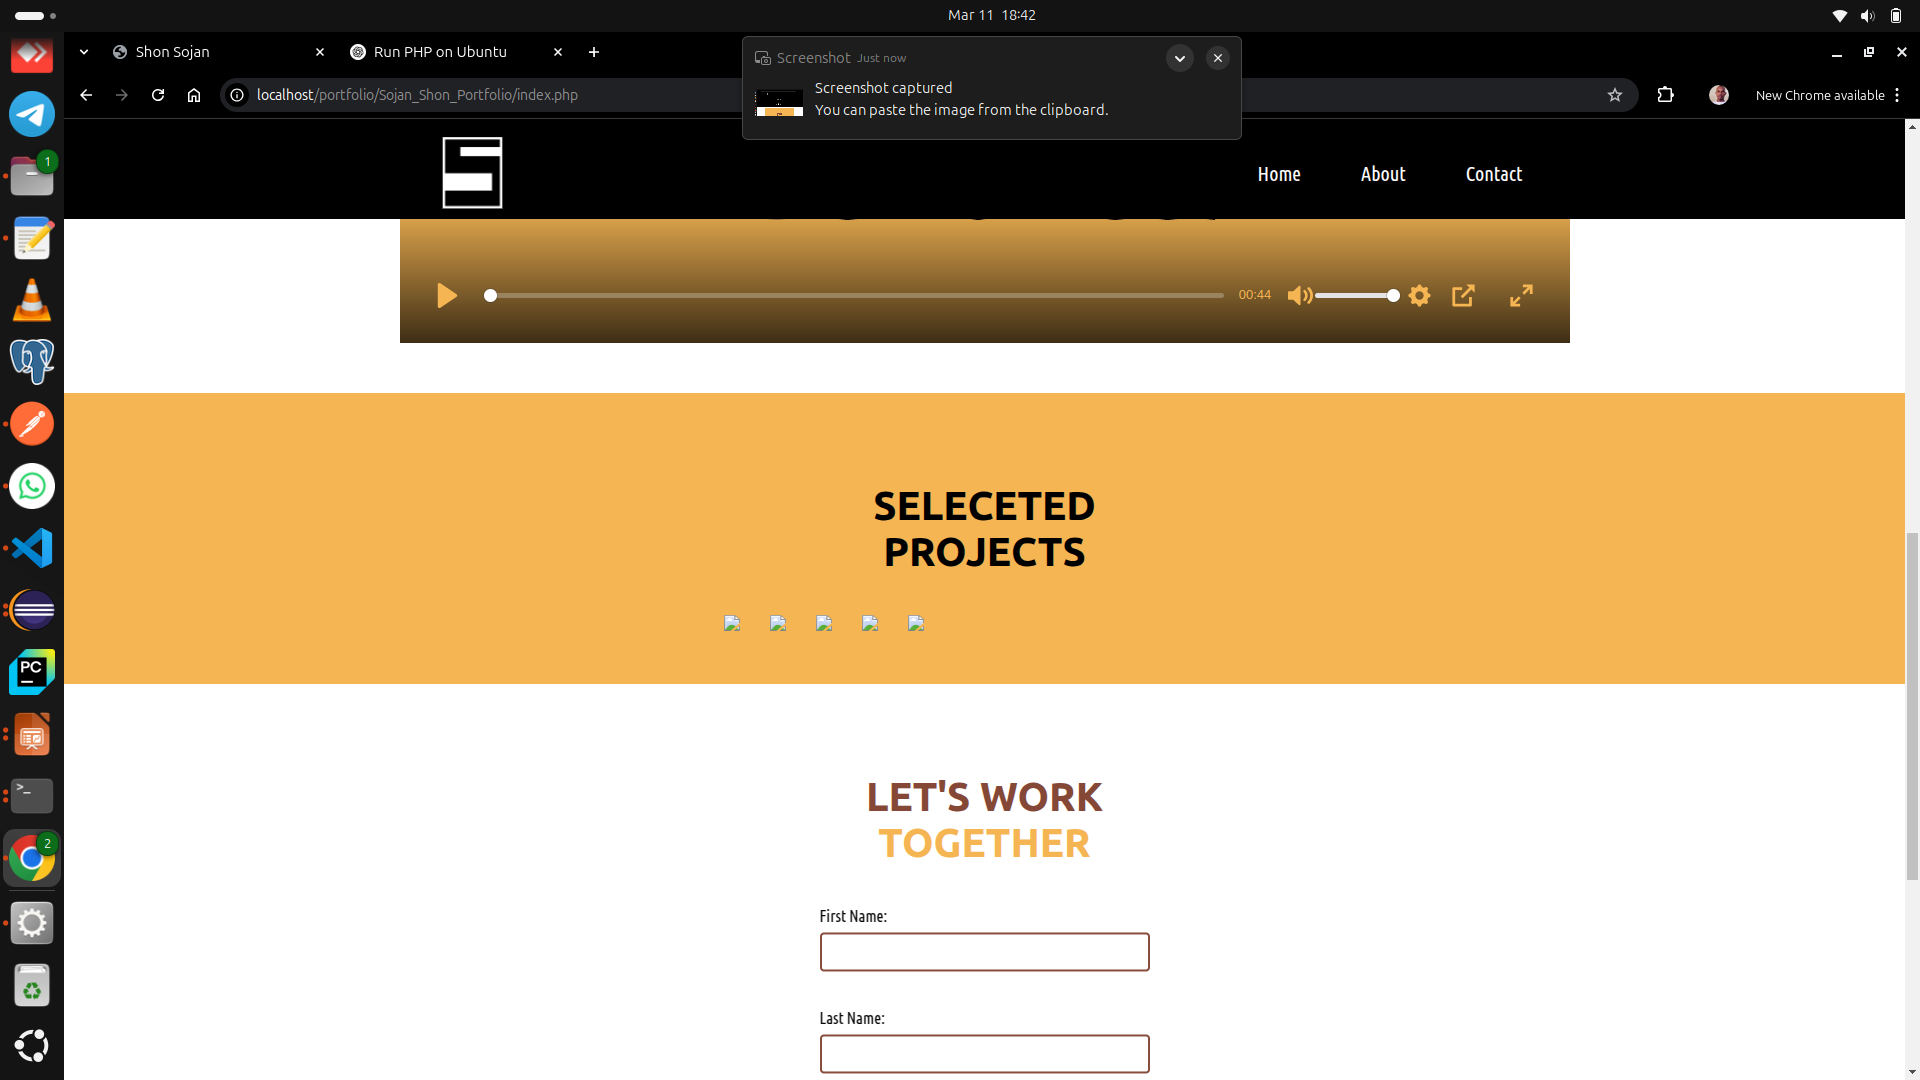 Mar 11 18:42
Shon Sojan
Run PHP on Ubuntu
Screenshot Just now
Screenshot captured
You can paste the image from the clipboard.
localhost/portfolio/Sojan_Shon_Portfolio/index.php
New Chrome available
1
S
Home
About
Contact
00:44
SELECETED
PROJECTS
PC
LET'S WORK
TOGETHER
>_
2
First Name:
Last Name: